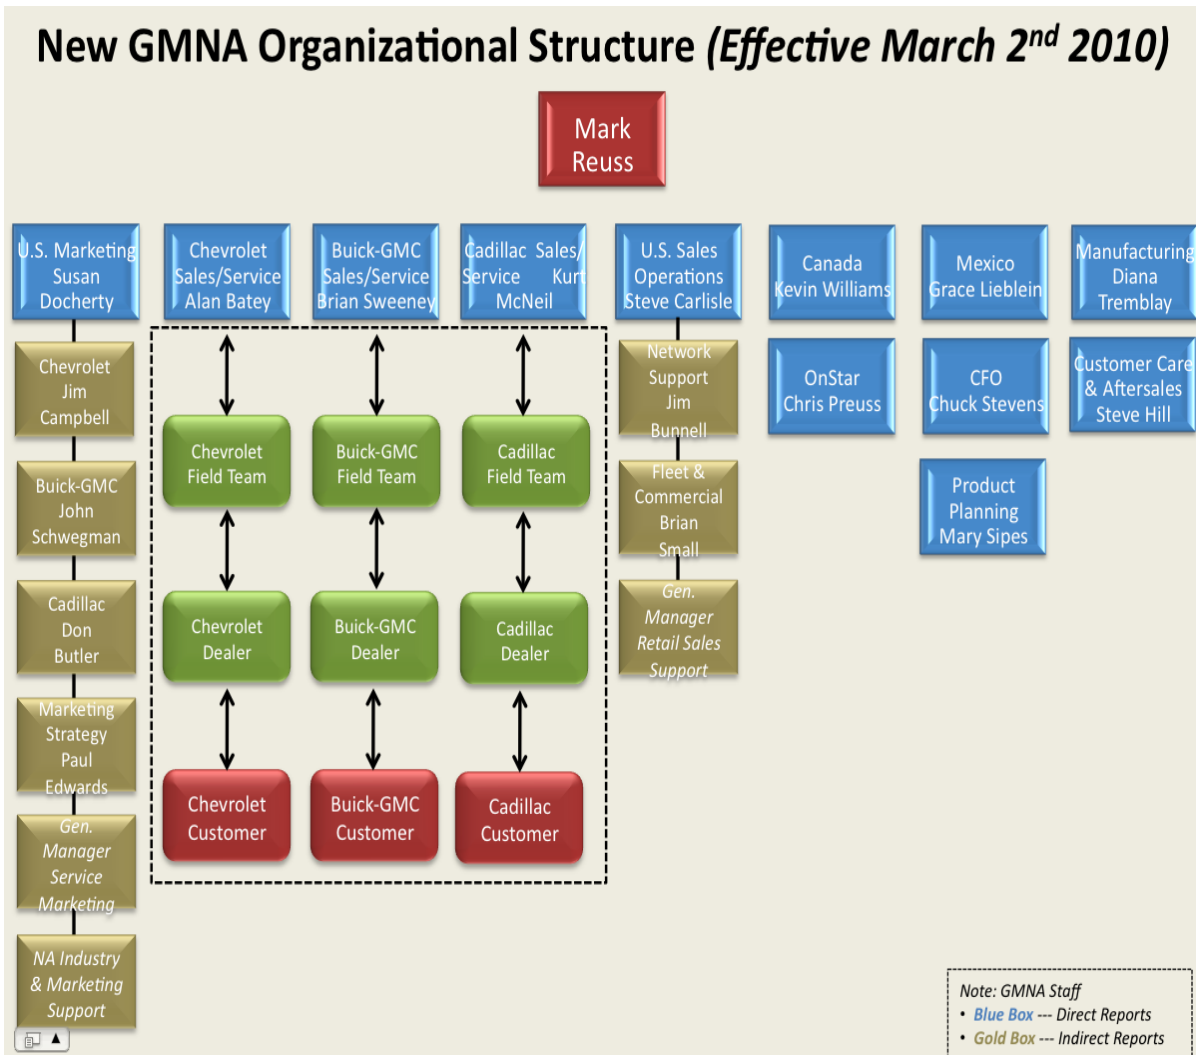 New GMNA Organizational Structure (Effective March 2nd 2010)
Mark
Reuss
U.S. Marketing
Susan
Docherty
Chevrolet
Sales/Service
Alan Batey
Buick-GMC
Sales/Service
Brian Sweeney
Cadillac Sales/
Service Kurt
McNeil
U.S. Sales
Operations
Steve Carlisle
Canada
Kevin Williams
Mexico
Grace Lieblein
Manufacturing
Diana
Tremblay
Chevrolet
Jim
Campbell
Network
Support
Jim
Bunnell
OnStar
Chris Preuss
CFO
Chuck Stevens
Customer Care
& Aftersales
Steve Hill
Chevrolet
Field Team
Buick-GMC
Field Team
Cadillac
Field Team
Buick-GMC
John
Schwegman
Fleet &
Commercial
Brian
Small
Product
Planning
Mary Sipes
Cadillac
Don
Butler
Chevrolet
Dealer
Buick-GMC
Dealer
Cadillac
Dealer
Gen.
Manager
Retail Sales
Support
Marketing
Strategy
Paul
Edwards
Chevrolet
Customer
Buick-GMC
Customer
Cadillac
Customer
Gen.
Manager
Service
Marketing
NA Industry
& Marketing
Support
Note: GMNA Staff
• Blue Box --- Direct Reports
• Gold Box --- Indirect Reports